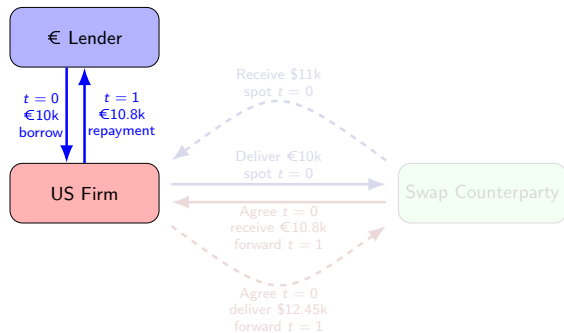 € Lender
t = 0
€10k
borrow
t = 1
€10.8k
repayment
US Firm
Receive $11k
spot t = 0
Deliver €10k
spot t = 0
Swap Counterparty
Agree t = 0
receive €10.8k
forward t = 1
Agree t = 0
deliver $12.45k
forward t = 1